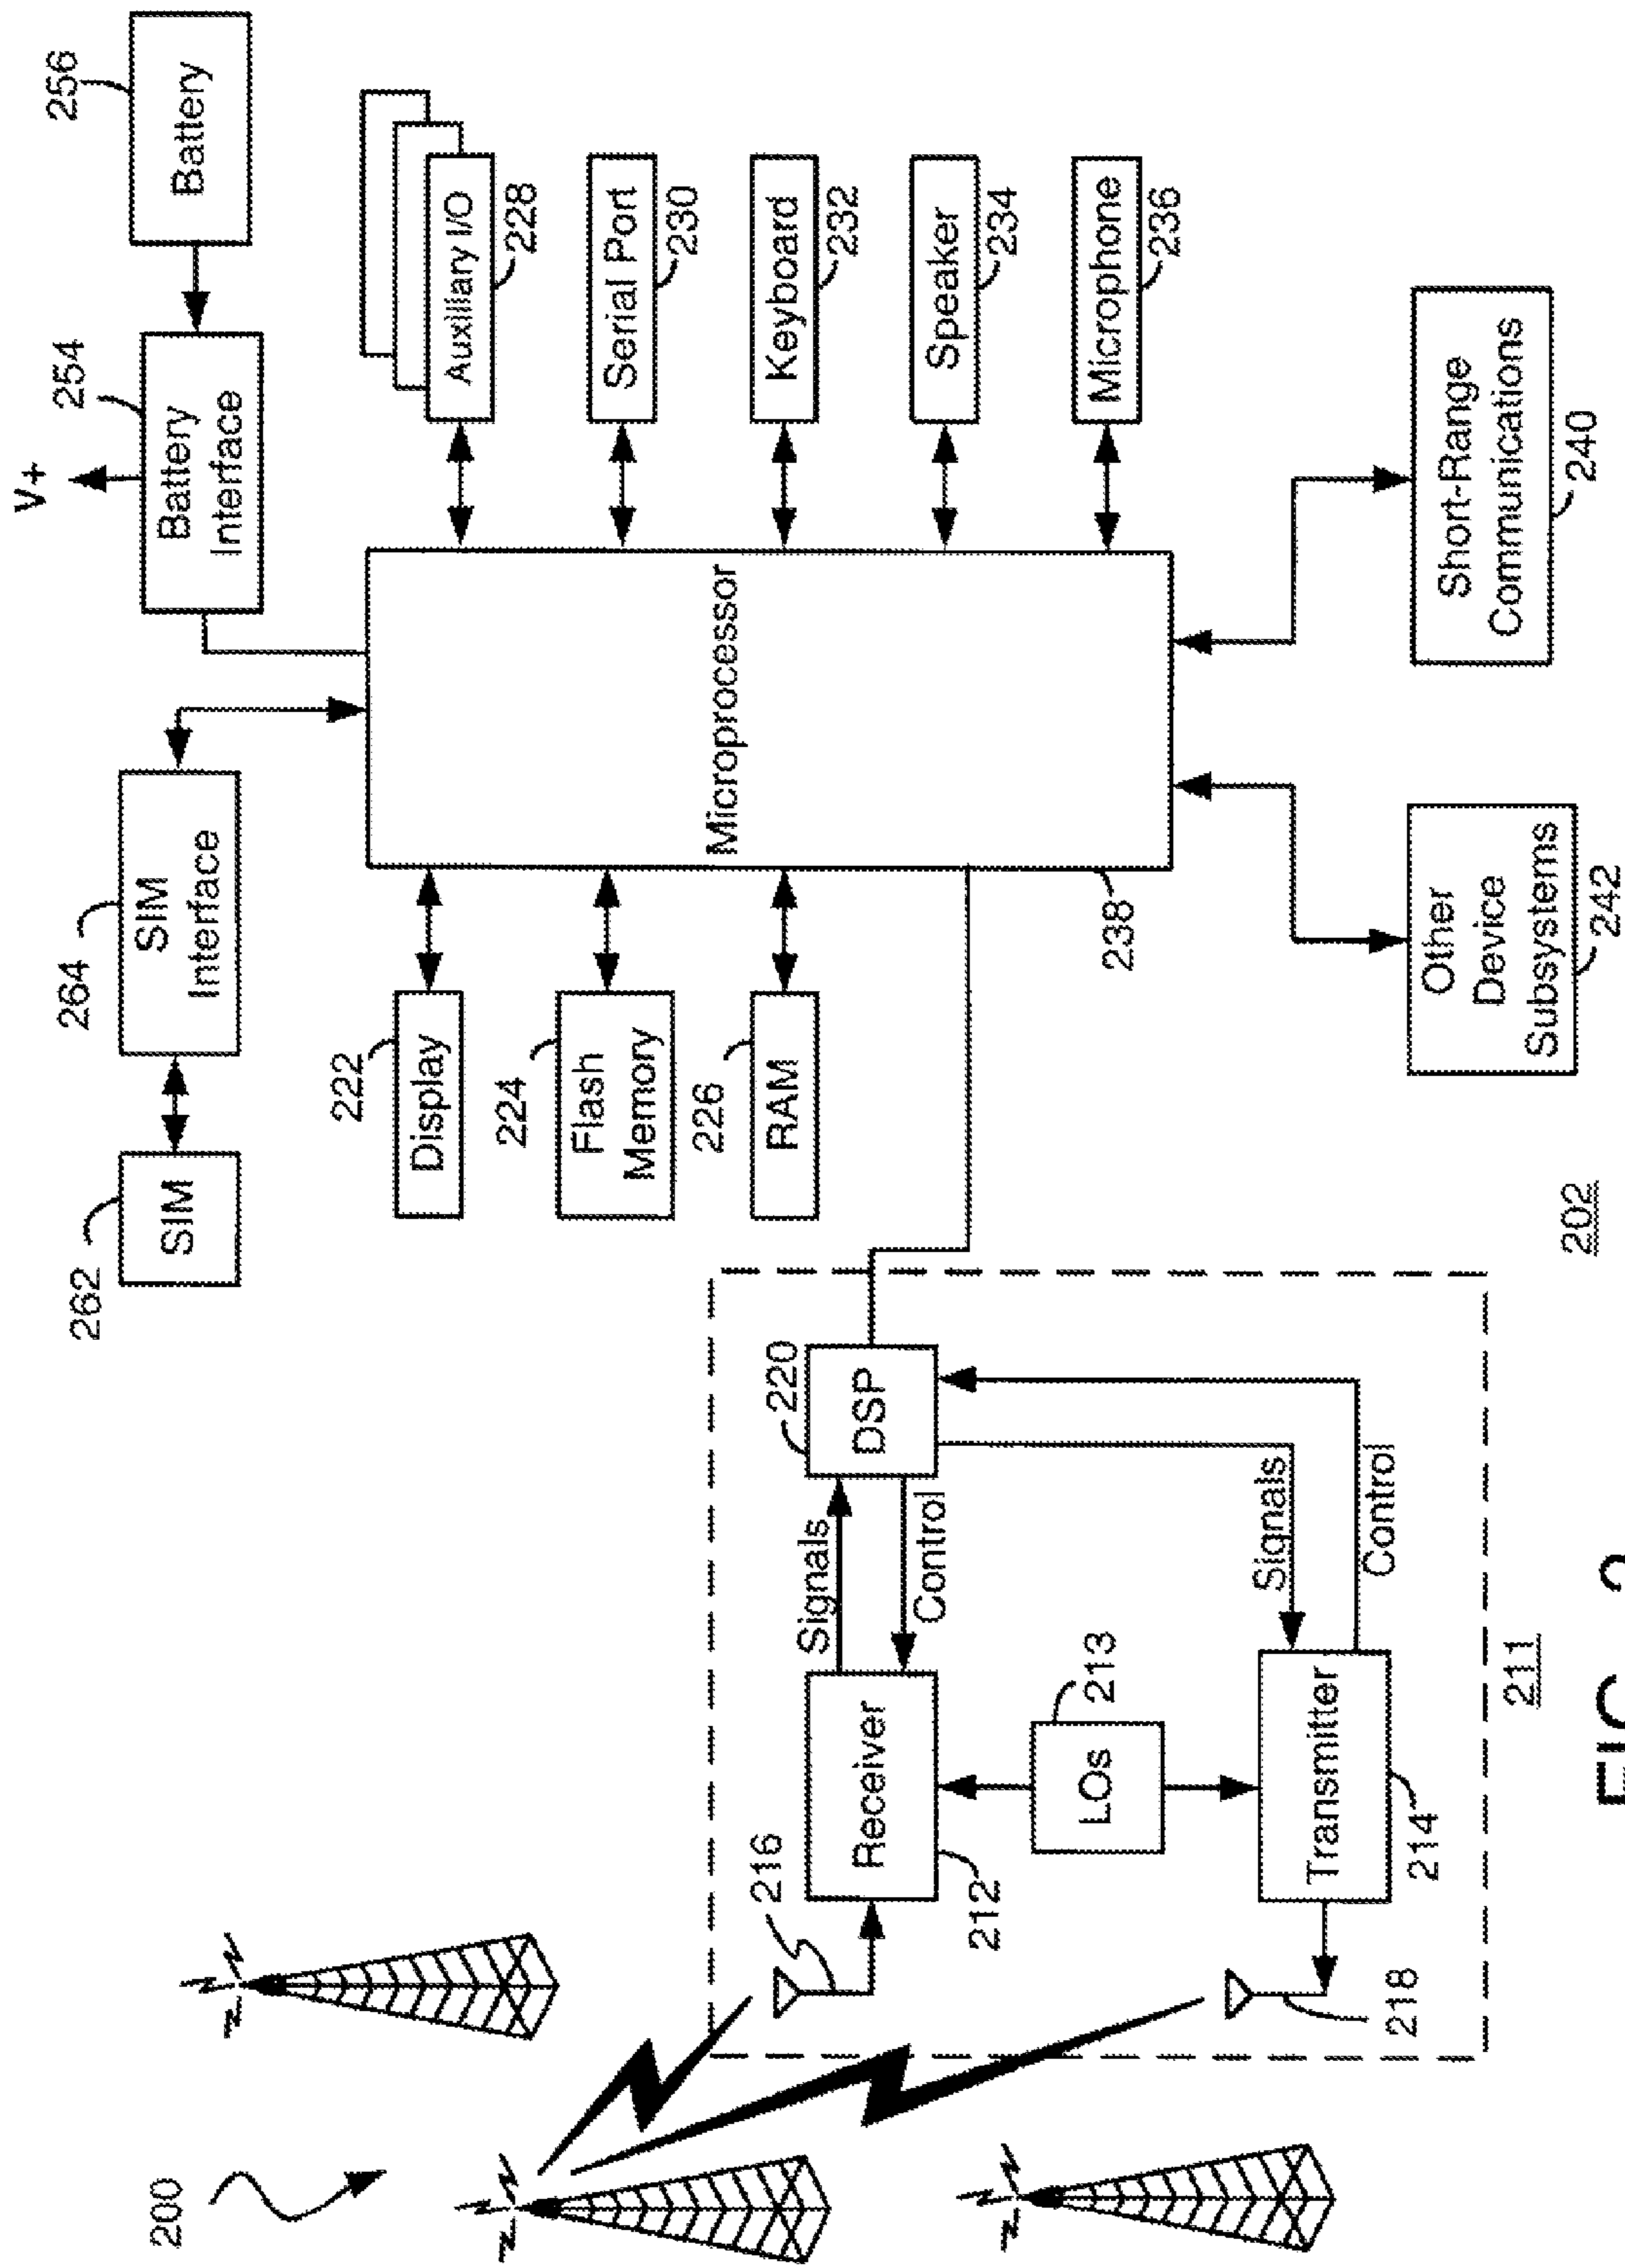 V+
256
254
264
262
200
Battery
Battery
Interface
SIM
Interface
SIM
222
Display
224
Flash
Memory
226
RAM
Microprocessor
238
Auxiliary I/O
228
Serial Port
230
Keyboard
232
Speaker
234
Microphone
236
216
Receiver
212
Signals
Control
220
DSP
213
LOs
Signals
Control
Transmitter
214
218
211
Other
Device
Subsystems
242
Short-Range
Communications
240
202
FIG